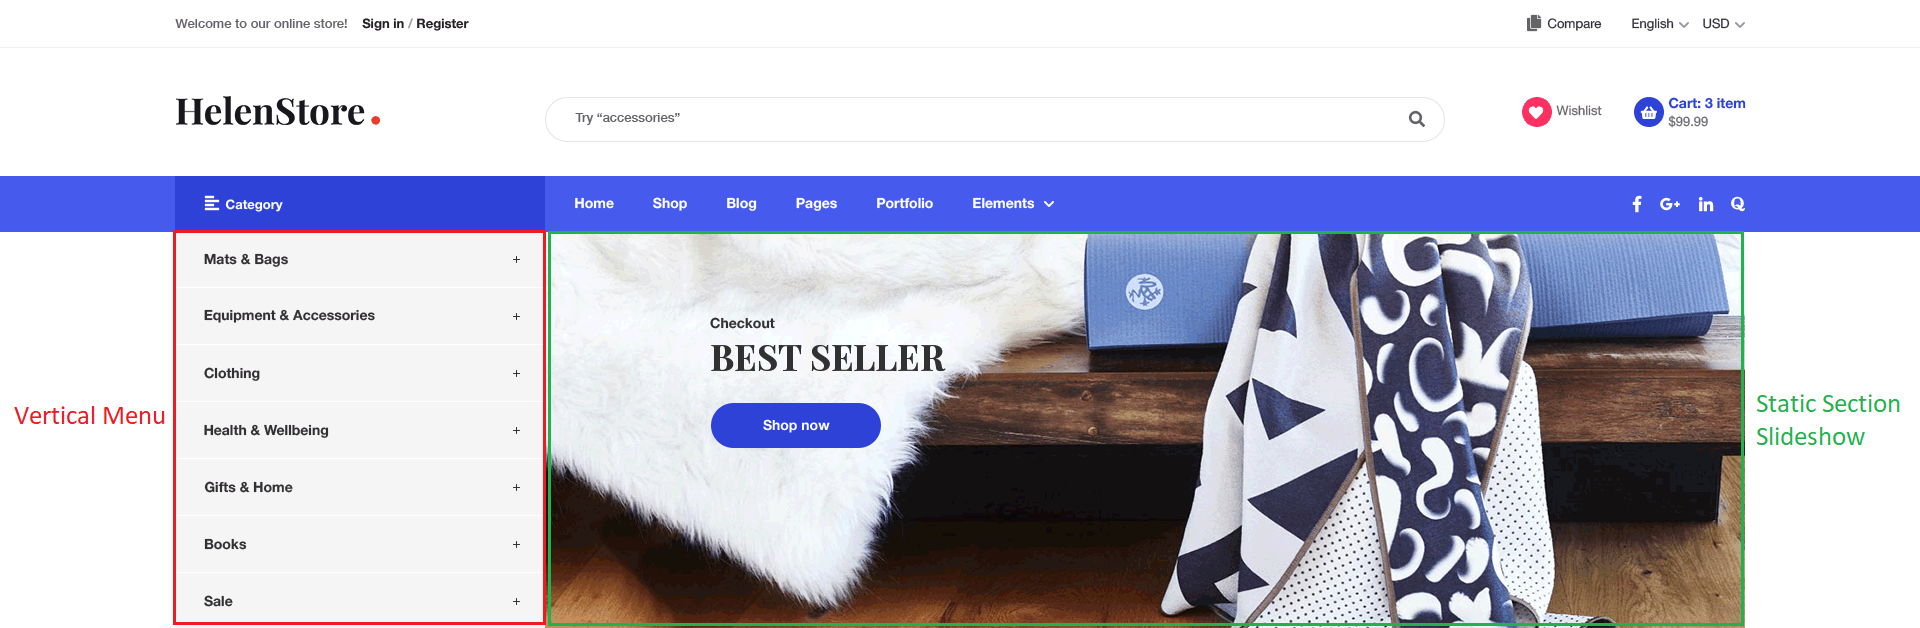 Welcome to our online store! Sign in / Register
Compare English USD
HelenStore.
Try “accessories”
Wishlist
Cart: 3 item
$99.99
Category
Home Shop Blog Pages Portfolio Elements
Mats & Bags +
Equipment & Accessories +
Clothing +
Health & Wellbeing +
Gifts & Home +
Books +
Sale +
Vertical Menu
Checkout
BEST SELLER
Shop now
Static Section
Slideshow